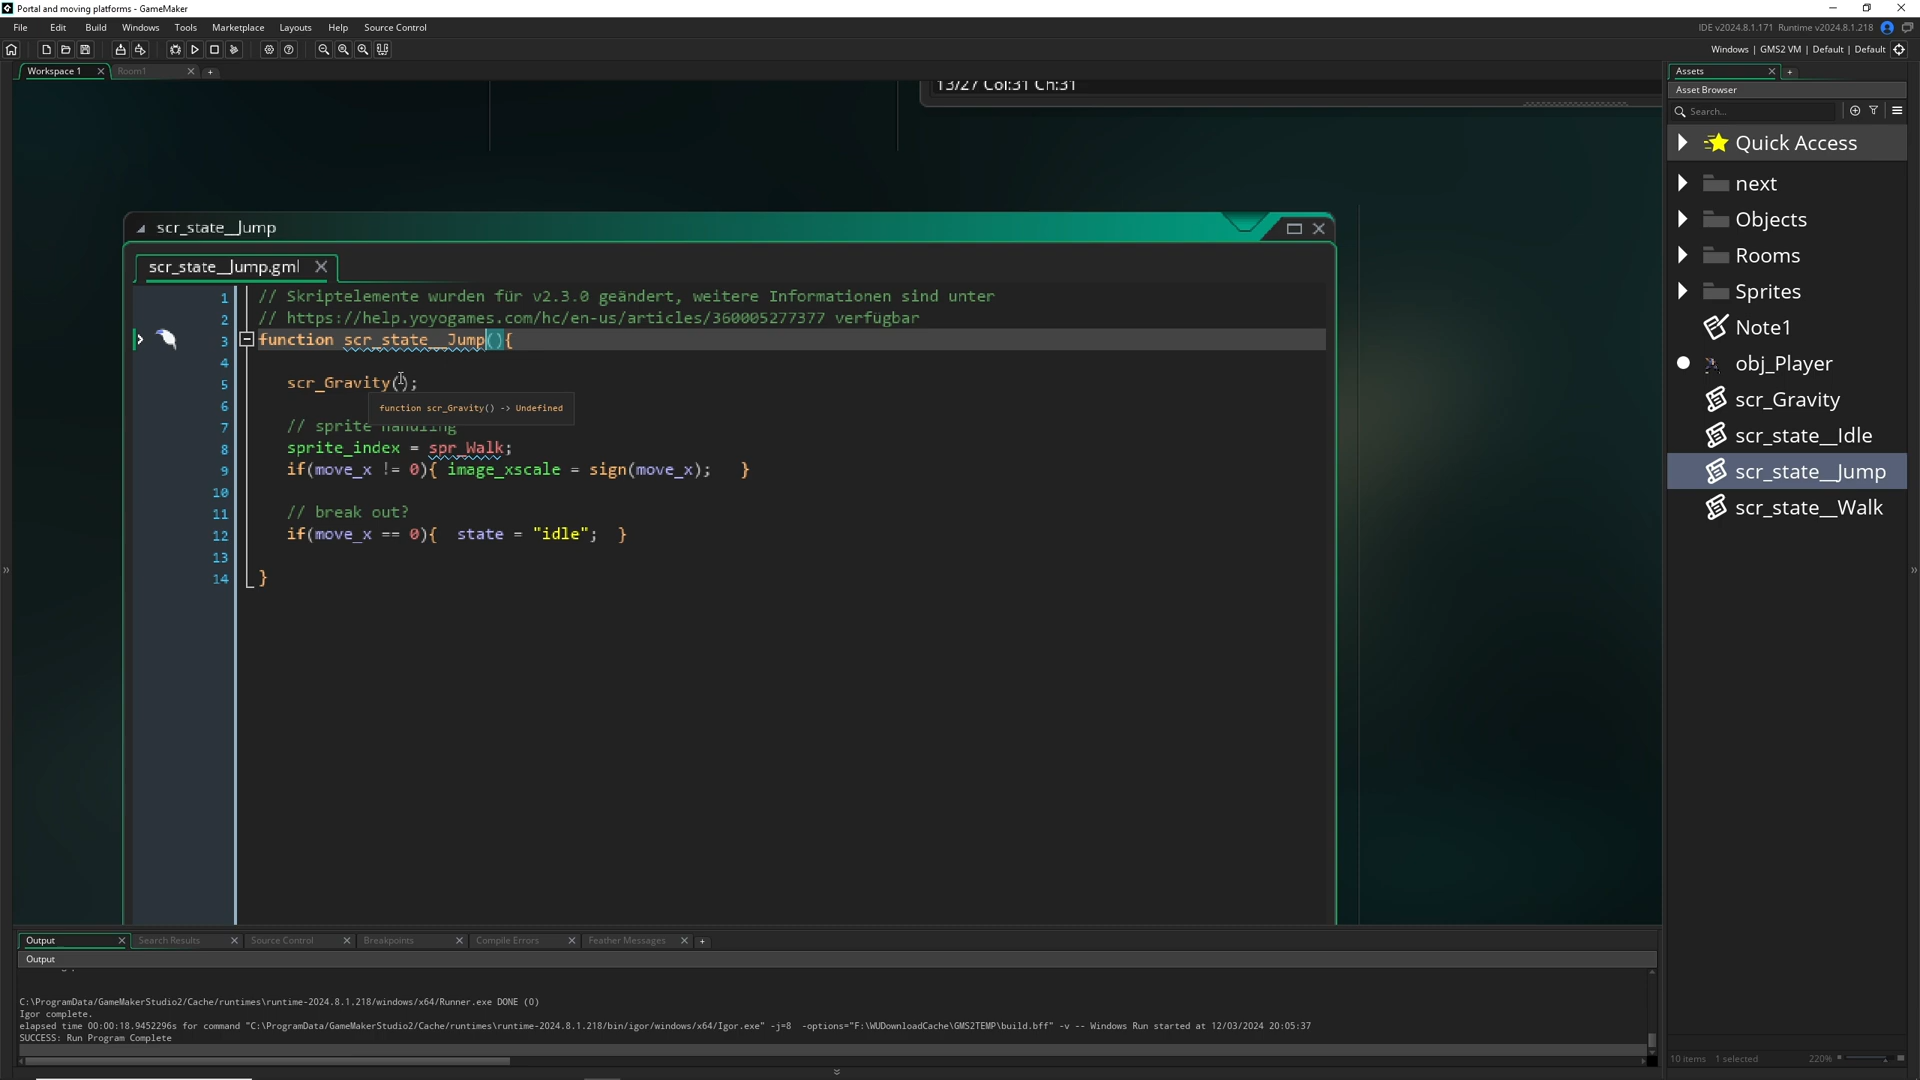 Portal and moving platforms - GameMaker
File Edit Build Windows Tools Marketplace Layouts Help Source Control
IDE v2024.8.1.171 Runtime v2024.8.1.218
Windows | GMS2 VM | Default | Default
Workspace 1
Room1
13/27 Col:31 Ch:31
scr_state__Jump
scr_state__Jump.gml
1 // Skriptelemente wurden für v2.3.0 geändert, weitere Informationen sind unter
2 // https://help.yoyogames.com/hc/en-us/articles/360005277377 verfügbar
3 function scr_state__Jump(){
4
5 scr_Gravity();
6
function scr_Gravity() -> Undefined
7 // sprite handling
8 sprite_index = spr_Walk;
9 if(move_x != 0){ image_xscale = sign(move_x); }
10
11 // break out?
12 if(move_x == 0){ state = "idle"; }
13
14 }
Assets
Asset Browser
Search...
Quick Access
next
Objects
Rooms
Sprites
Note1
obj_Player
scr_Gravity
scr_state__Idle
scr_state__Jump
scr_state__Walk
10 items 1 selected 220%
Output Search Results Source Control Breakpoints Compile Errors Feather Messages
Output
C:\ProgramData/GameMakerStudio2/Cache/runtimes\runtime-2024.8.1.218/windows/x64/Runner.exe DONE (0)
Igor complete.
elapsed time 00:00:18.9452296s for command "C:\ProgramData/GameMakerStudio2/Cache/runtimes\runtime-2024.8.1.218/bin/igor/windows/x64/Igor.exe" -j=8 -options="F:\WUDownloadCache\GMS2TEMP\build.bff" -v -- Windows Run started at 12/03/2024 20:05:37
SUCCESS: Run Program Complete